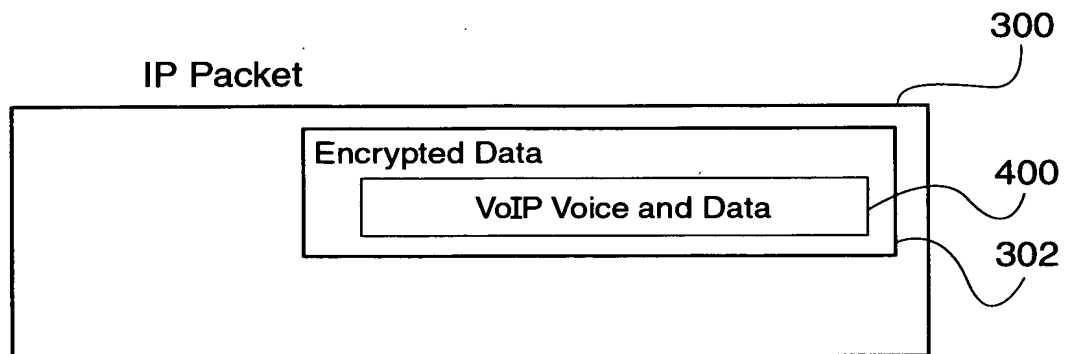 300
IP Packet
Encrypted Data
400
VoIP Voice and Data
302